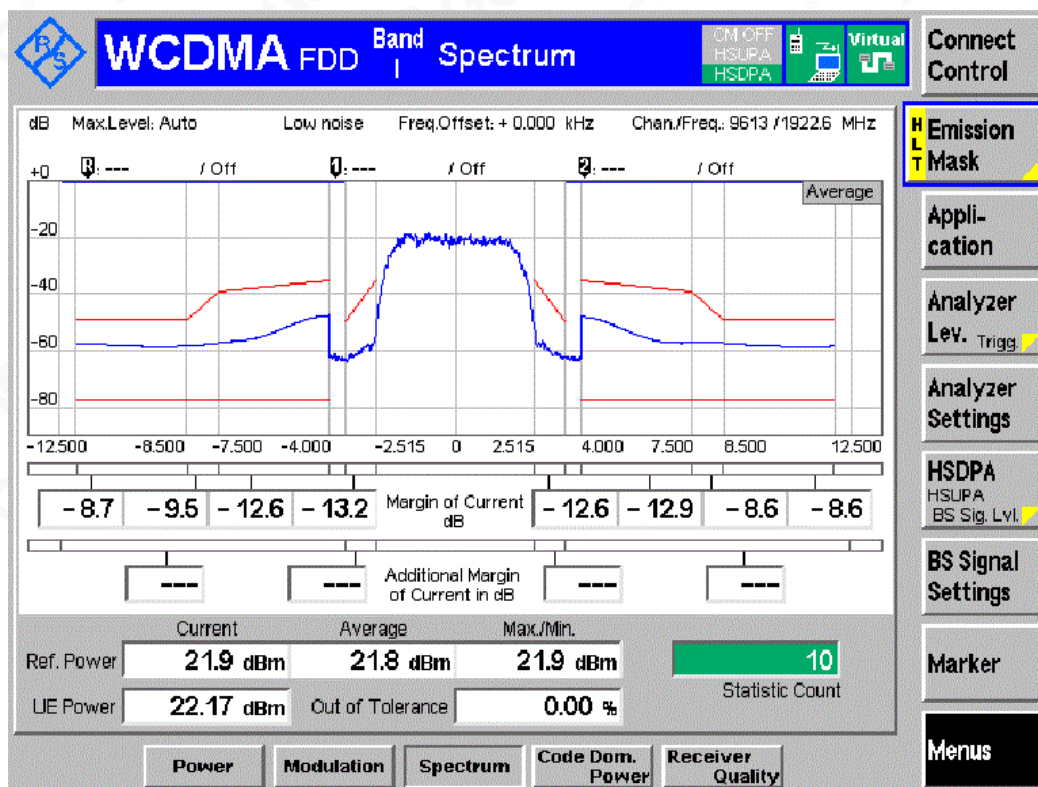 R S
WCDMA FDD Band I Spectrum
CM OFF
HSUPA
HSDPA
Virtual
Connect Control
HLT
Emission Mask
Appli-
cation
Analyzer
Lev. Trigg.
Analyzer
Settings
HSDPA
HSUPA
BS Sig. Lvl.
BS Signal
Settings
Marker
Menus
dB Max.Level: Auto Low noise Freq.Offset: + 0.000 kHz Chan./Freq.: 9613 / 1922.6 MHz
+0 R: --- / Off 1: --- / Off 2: --- / Off
Average
-20
-40
-60
-80
-12.500 -8.500 -7.500 -4.000 -2.515 0 2.515 4.000 7.500 8.500 12.500
- 8.7 - 9.5 - 12.6 - 13.2 Margin of Current dB - 12.6 - 12.9 - 8.6 - 8.6
--- --- Additional Margin of Current in dB --- ---
Current Average Max./Min.
Ref. Power 21.9 dBm 21.8 dBm 21.9 dBm 10
Statistic Count
UE Power 22.17 dBm Out of Tolerance 0.00 %
Power Modulation Spectrum Code Dom. Power Receiver Quality